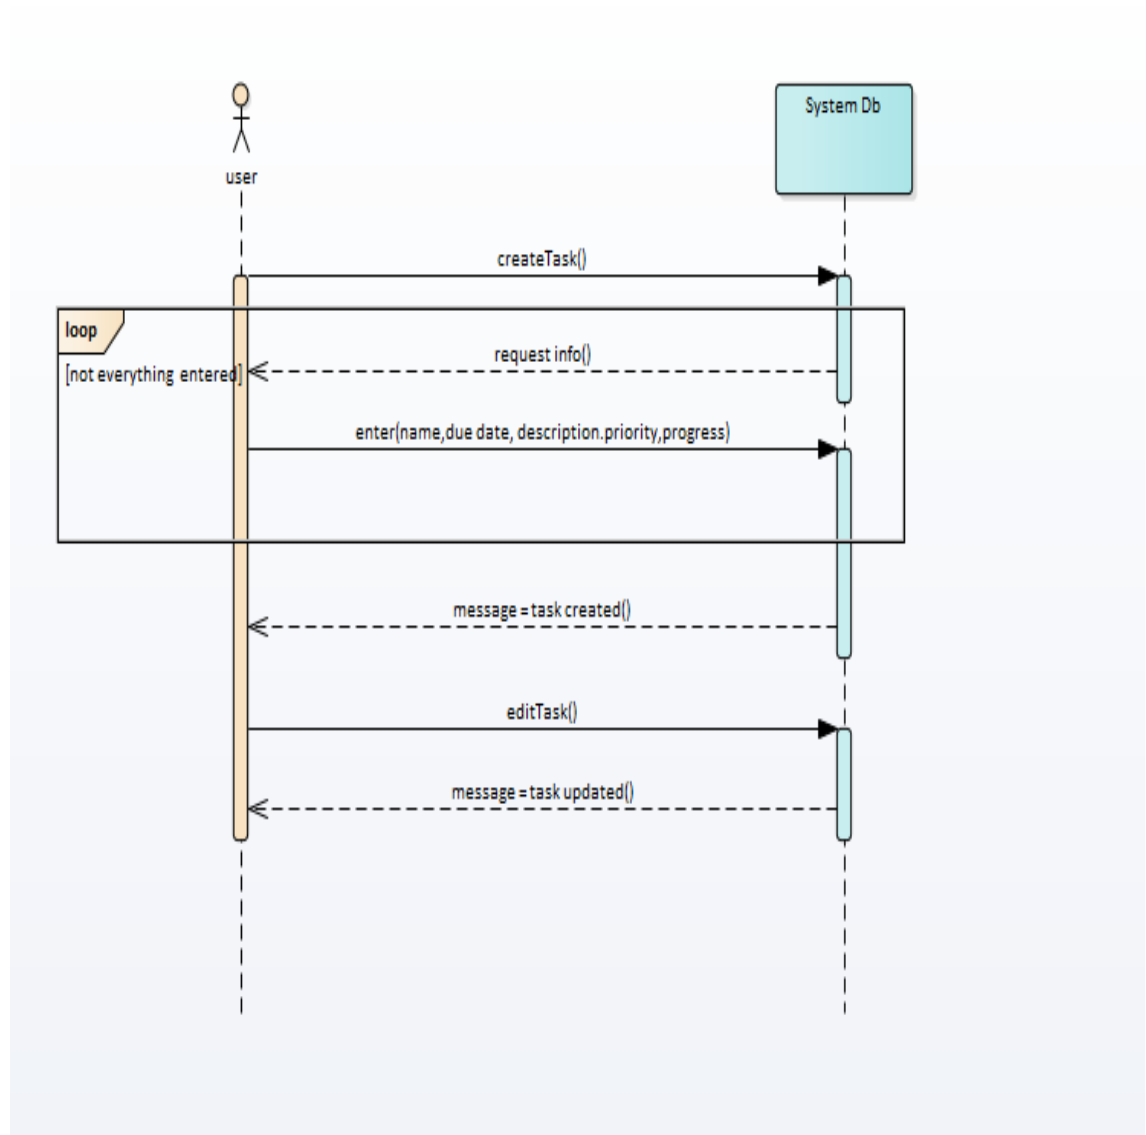 System Db
user
createTask()
loop
request info()
[not everything entered]
enter(name,due date, description.priority,progress)
message = task created()
editTask()
message = task updated()